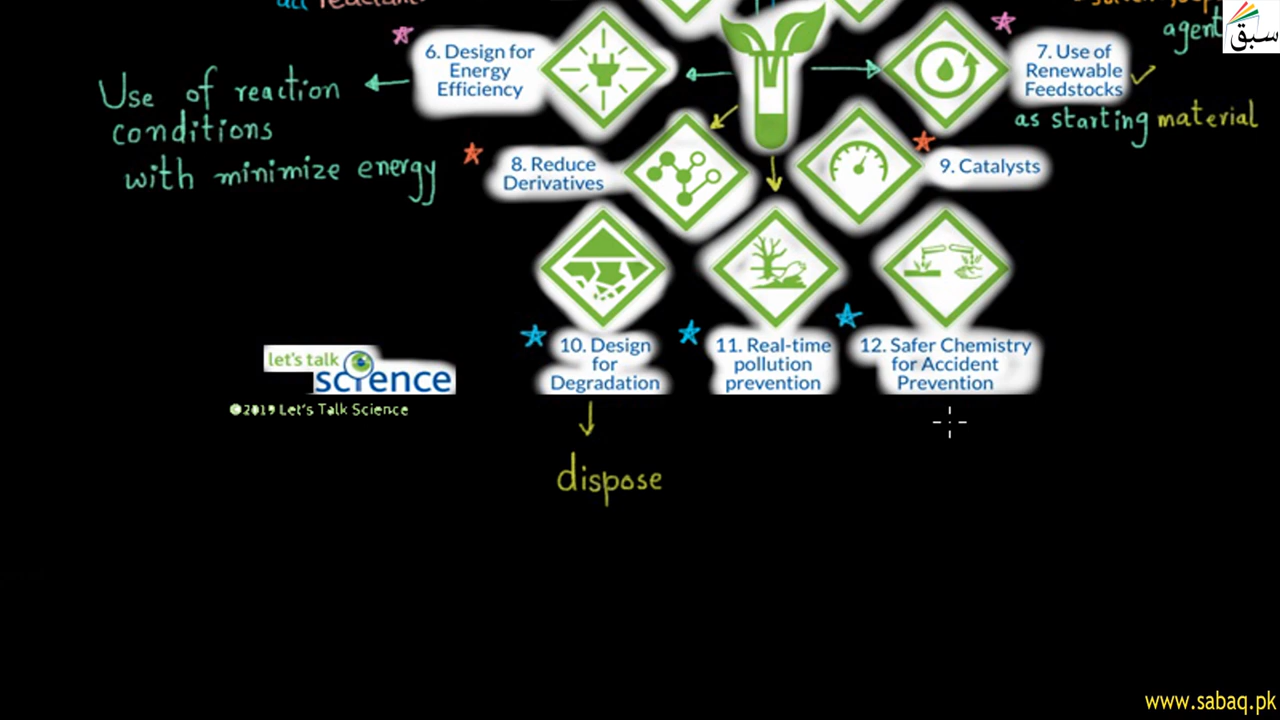 all
agent
سبق
6. Design for
Energy
Efficiency
7. Use of
Renewable
Feedstocks
Use of reaction
conditions
with minimize energy
as starting material
8. Reduce
Derivatives
9. Catalysts
10. Design
for
Degradation
11. Real-time
pollution
prevention
12. Safer Chemistry
for Accident
Prevention
let's talk
science
©2019 Let's Talk Science
dispose
www.sabaq.pk